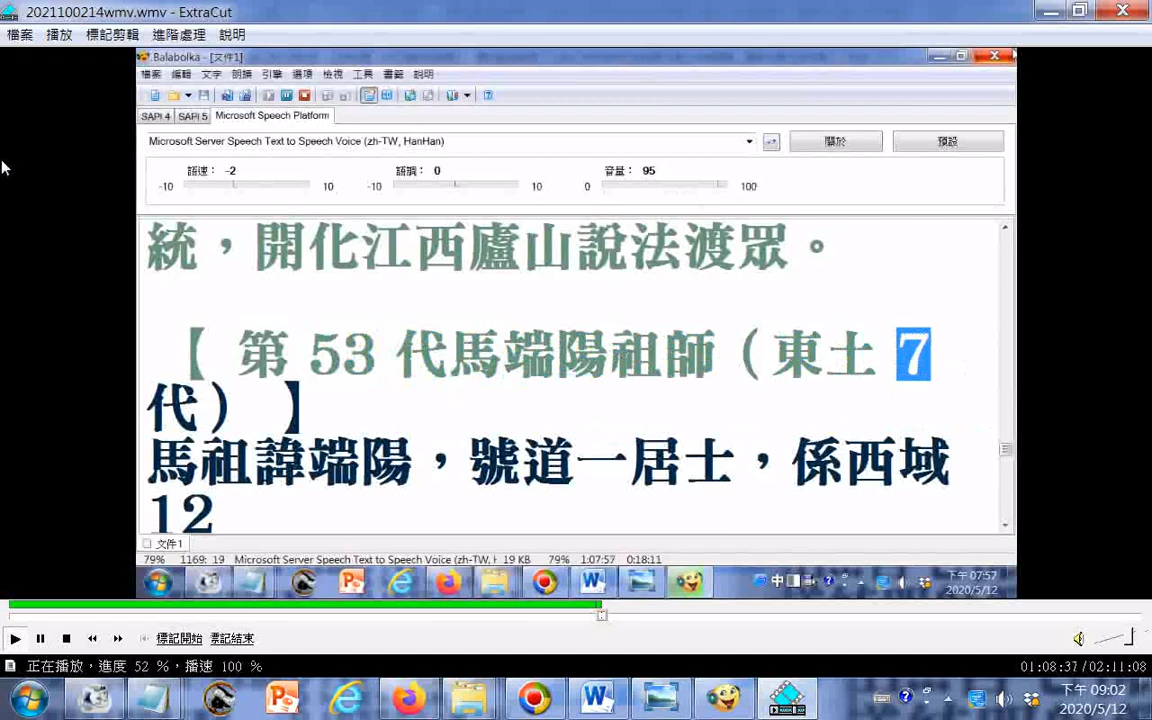 2021100214wmv.wmv - ExtraCut
檔案 播放 標記剪輯 進階處理 說明
Balabolka - [文件1]
檔案 編輯 文字 朗讀 引擎 選項 檢視 工具 書籤 說明
SAPI 4 SAPI 5 Microsoft Speech Platform
Microsoft Server Speech Text to Speech Voice (zh-TW, HanHan) 關於 預設
語速： -2 語調： 0 音量： 95
-10 10 -10 10 0 100
統，開化江西廬山說法渡眾。
【 第 53 代馬端陽祖師（東土 7
代） 】
馬祖諱端陽，號道一居士，係西域
12
文件1
79% 1169: 19 Microsoft Server Speech Text to Speech Voice (zh-TW, H 19 KB 79% 1:07:57 0:18:11
中 下午 07:57
2020/5/12
標記開始 標記結束
正在播放，進度 52 %，播速 100 % 01:08:37 / 02:11:08
下午 09:02
2020/5/12